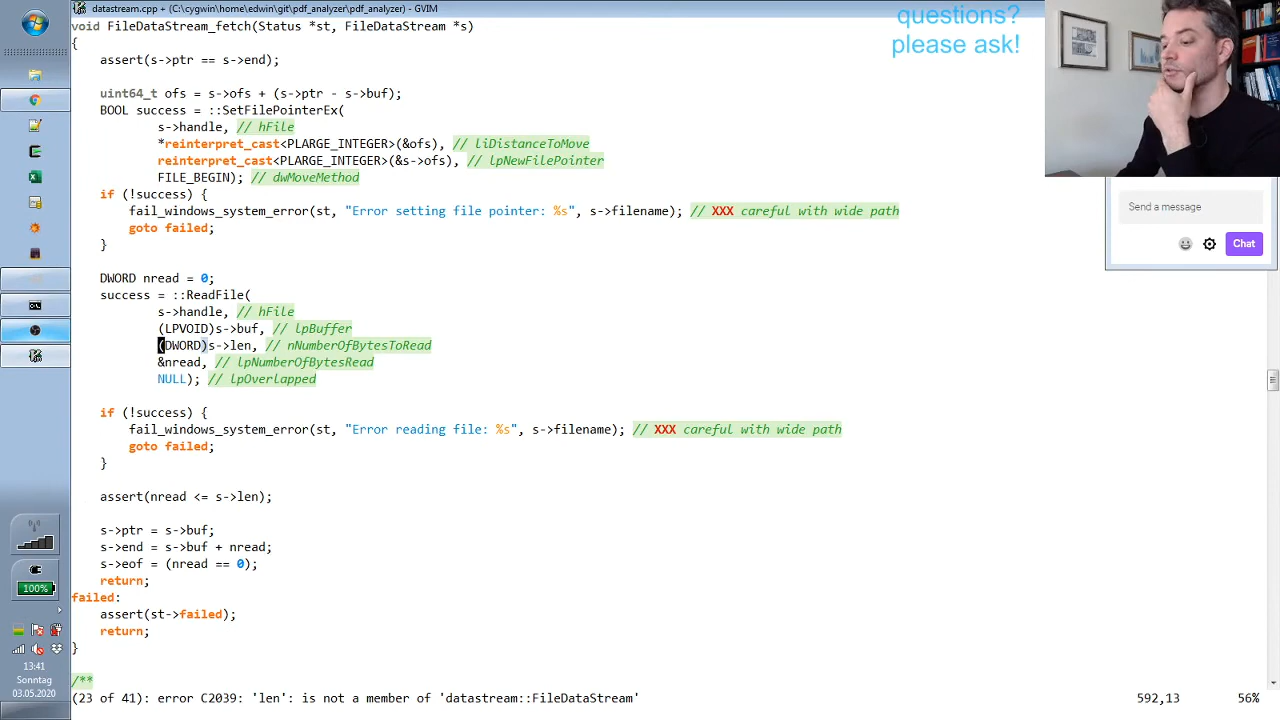 datastream.cpp + (C:\cygwin\home\edwin\git\pdf_analyzer\pdf_analyzer) - GVIM
void FileDataStream_fetch(Status *st, FileDataStream *s)
{
assert(s->ptr == s->end);
uint64_t ofs = s->ofs + (s->ptr - s->buf);
BOOL success = ::SetFilePointerEx(
s->handle, // hFile
*reinterpret_cast<PLARGE_INTEGER>(&ofs), // liDistanceToMove
reinterpret_cast<PLARGE_INTEGER>(&s->ofs), // lpNewFilePointer
FILE_BEGIN); // dwMoveMethod
if (!success) {
fail_windows_system_error(st, "Error setting file pointer: %s", s->filename); // XXX careful with wide path
goto failed;
}
DWORD nread = 0;
success = ::ReadFile(
s->handle, // hFile
(LPVOID)s->buf, // lpBuffer
(DWORD)s->len, // nNumberOfBytesToRead
&nread, // lpNumberOfBytesRead
NULL); // lpOverlapped
if (!success) {
fail_windows_system_error(st, "Error reading file: %s", s->filename); // XXX careful with wide path
goto failed;
}
assert(nread <= s->len);
s->ptr = s->buf;
s->end = s->buf + nread;
s->eof = (nread == 0);
return;
failed:
assert(st->failed);
return;
}
/**
(23 of 41): error C2039: 'len': is not a member of 'datastream::FileDataStream'
592,13
56%
questions?
please ask!
Send a message
Chat
100%
13:41
Sonntag
03.05.2020